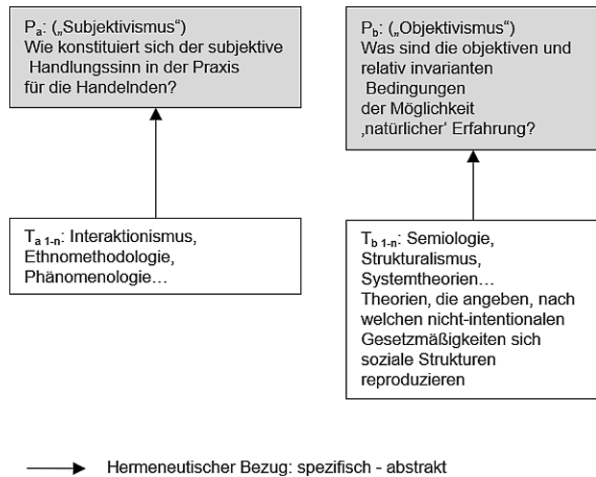 Pa: („Subjektivismus“)
Wie konstituiert sich der subjektive
Handlungssinn in der Praxis
für die Handelnden?
Pb: („Objektivismus“)
Was sind die objektiven und
relativ invarianten
Bedingungen
der Möglichkeit
‚natürlicher‘ Erfahrung?
Ta 1-n: Interaktionismus,
Ethnomethodologie,
Phänomenologie…
Tb 1-n: Semiologie,
Strukturalismus,
Systemtheorien…
Theorien, die angeben, nach
welchen nicht-intentionalen
Gesetzmäßigkeiten sich
soziale Strukturen
reproduzieren
Hermeneutischer Bezug: spezifisch - abstrakt